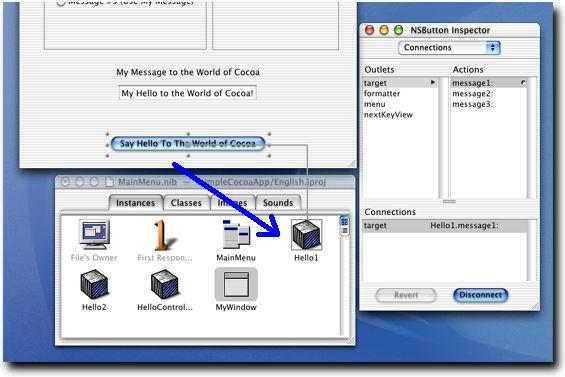 Message #3 (Use My Message)
My Message to the World of Cocoa
My Hello to the World of Cocoa!
Say Hello To The World of Cocoa
MainMenu.nib — SimpleCocoaApp/English.lproj
Instances Classes Images Sounds
File's Owner First Respon... MainMenu Hello1
Hello2 HelloControl... MyWindow
NSButton Inspector
Connections
Outlets Actions
target message1:
formatter message2:
menu message3:
nextKeyView
Connections
target Hello1.message1:
Revert Disconnect